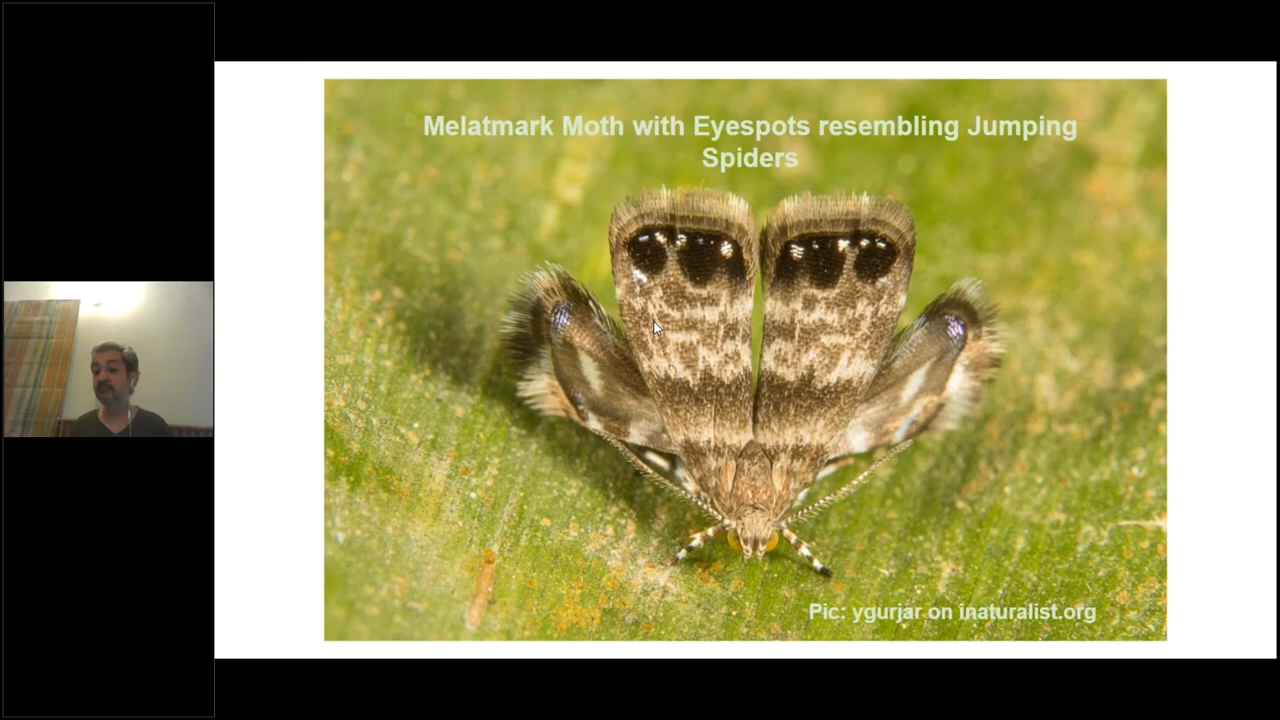 Melatmark Moth with Eyespots resembling Jumping
Spiders
Pic: ygurjar on inaturalist.org